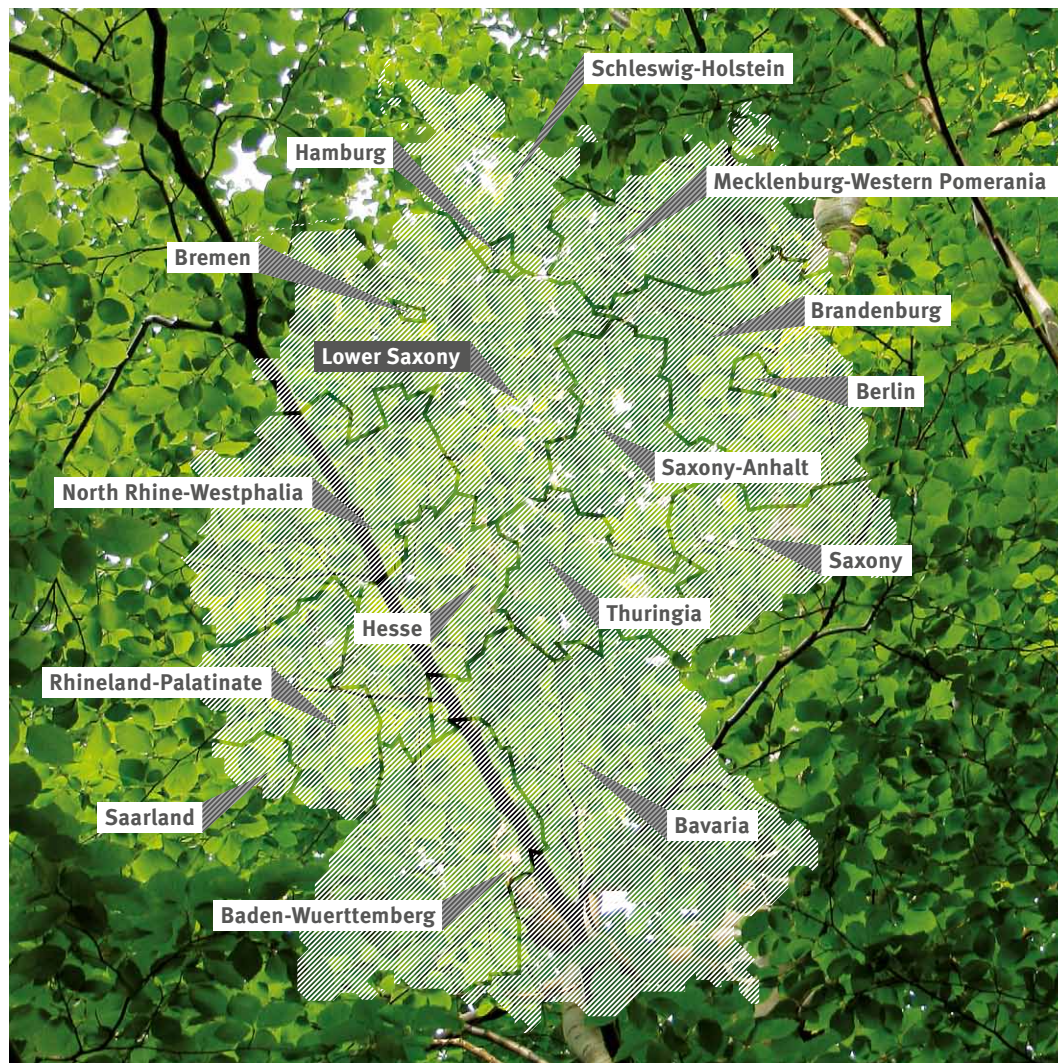 Schleswig-Holstein
Hamburg
Mecklenburg-Western Pomerania
Bremen
Brandenburg
Lower Saxony
Berlin
Saxony-Anhalt
North Rhine-Westphalia
Saxony
Thuringia
Hesse
Rhineland-Palatinate
Saarland
Bavaria
Baden-Wuerttemberg